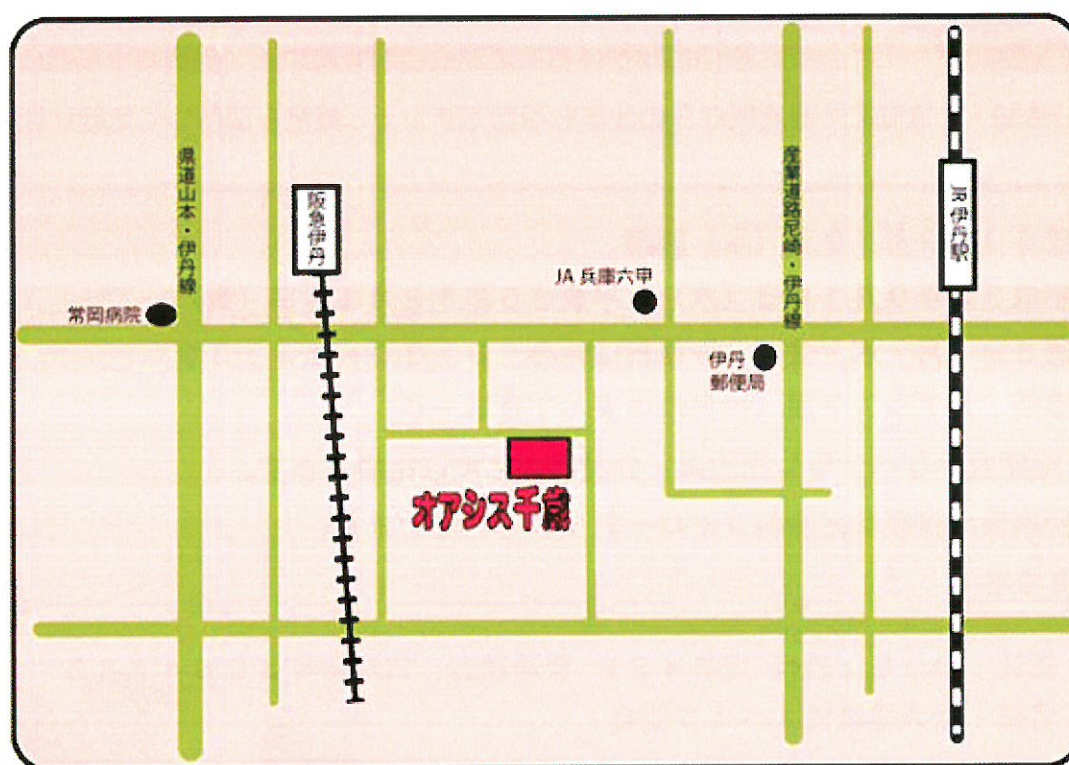 県道山本・伊丹線
阪急伊丹
産業道路尼崎・伊丹線
JR伊丹駅
JA 兵庫六甲
常岡病院
伊丹
郵便局
オアシス千歳